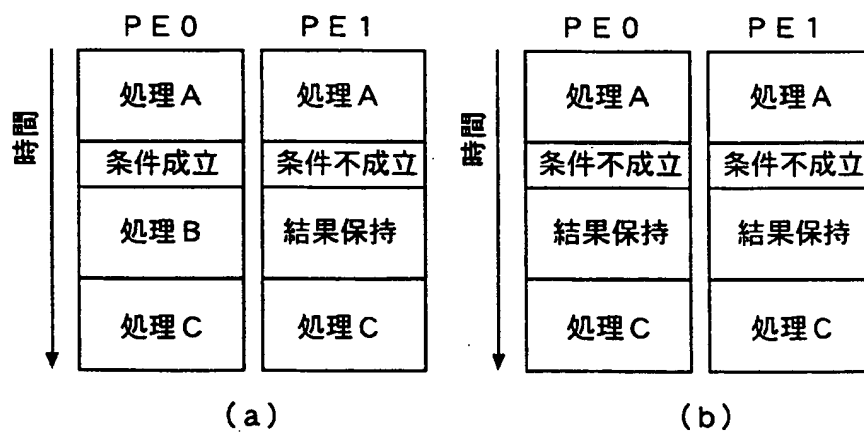 PE0 PE1
時間
処理A 処理A
条件成立 条件不成立
処理B 結果保持
処理C 処理C
(a)
PE0 PE1
時間
処理A 処理A
条件不成立 条件不成立
結果保持 結果保持
処理C 処理C
(b)